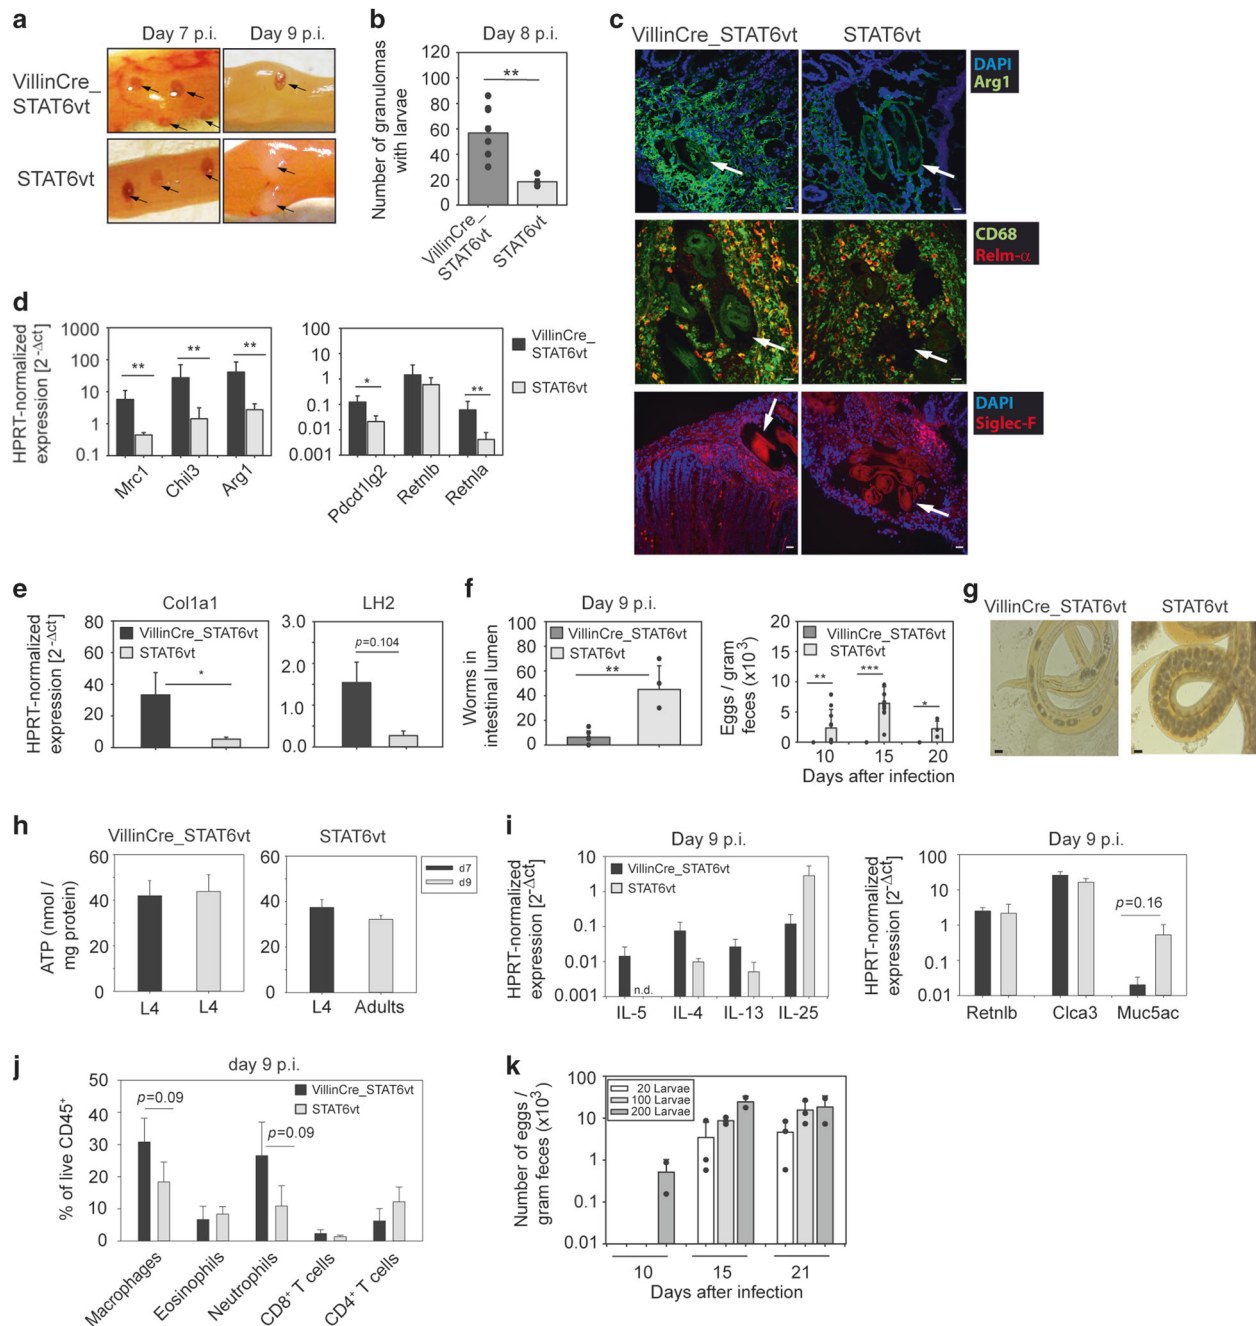 a
Day 7 p.i.
Day 9 p.i.
VillinCre_
STAT6vt
STAT6vt
b
Day 8 p.i.
Number of granulomas
with larvae
120
100
80
60
40
20
0
**
VillinCre_
STAT6vt
STAT6vt
c
VillinCre_STAT6vt
STAT6vt
DAPI
Arg1
CD68
Relm-α
DAPI
Siglec-F
d
HPRT-normalized
expression [2-Δct]
1000
100
10
1
0.1
**
**
**
Mrc1
Chil3
Arg1
100
10
1
0.1
0.01
0.001
*
**
Pdcd1lg2
Retnlb
Retnla
VillinCre_
STAT6vt
STAT6vt
e
HPRT-normalized
expression [2-Δct]
Col1a1
80
60
40
20
0
VillinCre_STAT6vt
STAT6vt
*
LH2
3.0
2.0
1.0
0.0
p=0.104
f
Day 9 p.i.
Worms in
intestinal lumen
100
80
60
40
20
0
VillinCre_STAT6vt
STAT6vt
**
Eggs / gram
feces (x10³)
15
10
5
0
VillinCre_STAT6vt
STAT6vt
**
***
*
10
15
20
Days after infection
g
VillinCre_STAT6vt
STAT6vt
h
VillinCre_STAT6vt
STAT6vt
ATP (nmol /
mg protein)
60
40
20
0
L4
L4
60
40
20
0
L4
Adults
d7
d9
i
Day 9 p.i.
HPRT-normalized
expression [2-Δct]
10
1
0.1
0.01
0.001
VillinCre_STAT6vt
STAT6vt
n.d.
IL-5
IL-4
IL-13
IL-25
Day 9 p.i.
HPRT-normalized
expression [2-Δct]
100
10
1
0.1
0.01
p=0.16
Retnlb
Clca3
Muc5ac
j
day 9 p.i.
% of live CD45+
50
40
30
20
10
0
p=0.09
p=0.09
VillinCre_STAT6vt
STAT6vt
Macrophages
Eosinophils
Neutrophils
CD8+ T cells
CD4+ T cells
k
Number of eggs /
gram feces (x10³)
100
10
1
0.1
0.01
20 Larvae
100 Larvae
200 Larvae
10
15
21
Days after infection